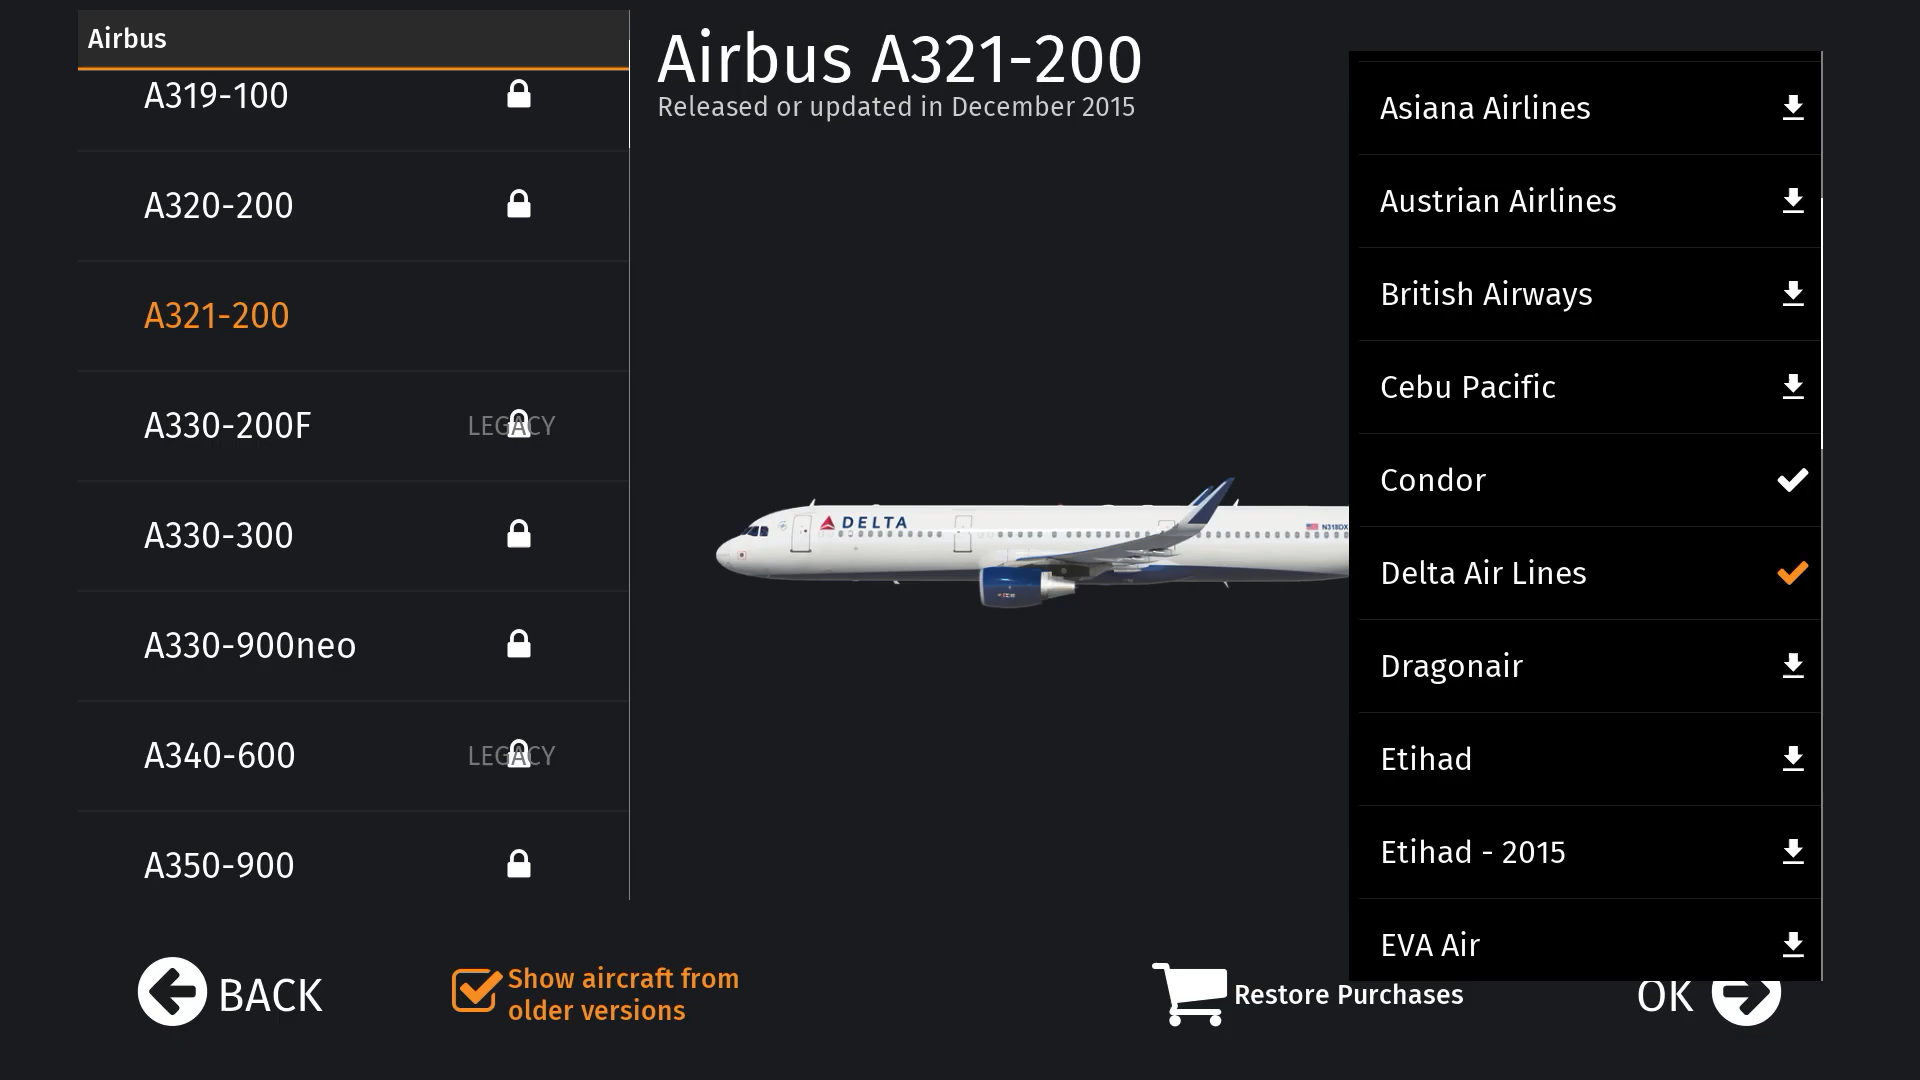 Airbus
A319-100
A320-200
A321-200
A330-200F LEGACY
A330-300
A330-900neo
A340-600 LEGACY
A350-900
Airbus A321-200
Released or updated in December 2015
DELTA
N318DX
Asiana Airlines
Austrian Airlines
British Airways
Cebu Pacific
Condor
Delta Air Lines
Dragonair
Etihad
Etihad - 2015
EVA Air
BACK
Show aircraft from
older versions
Restore Purchases
OK